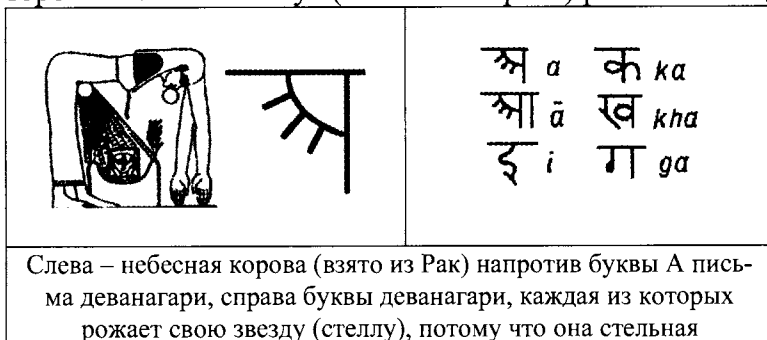 अ a क ka
आ ā ख kha
इ i ग ga
Слева – небесная корова (взято из Рак) напротив буквы А пись-
ма деванагари, справа буквы деванагари, каждая из которых
рожает свою звезду (стеллу), потому что она стельная